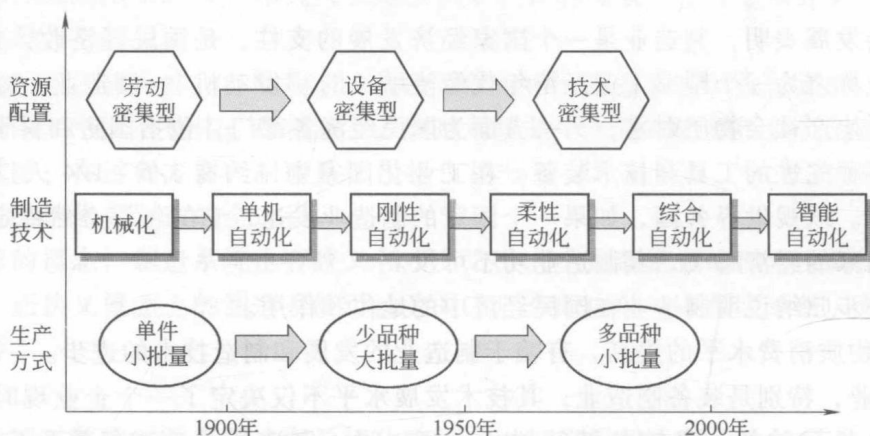 资源
配置
劳动
密集型
设备
密集型
技术
密集型
制造
技术
机械化
单机
自动化
刚性
自动化
柔性
自动化
综合
自动化
智能
自动化
生产
方式
单件
小批量
少品种
大批量
多品种
小批量
1900年
1950年
2000年